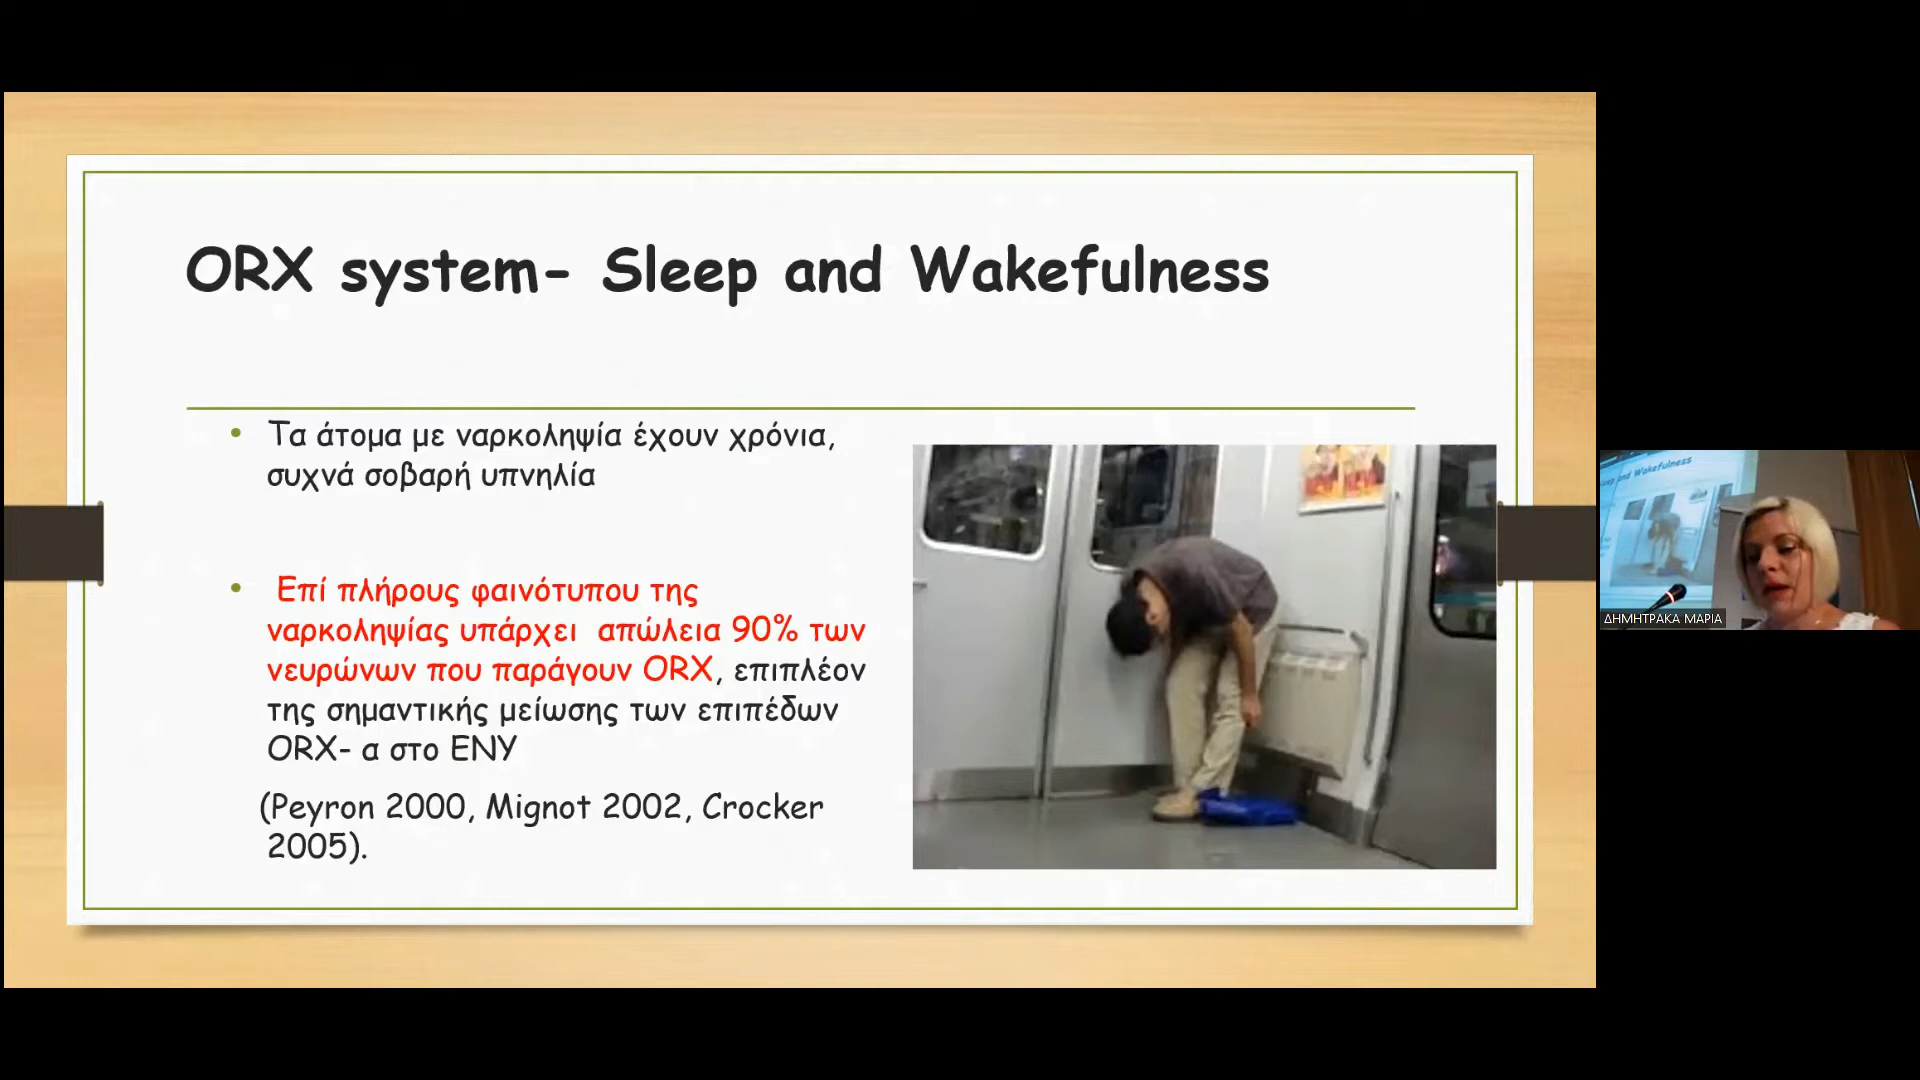 ORX system- Sleep and Wakefulness
• Τα άτομα με ναρκοληψία έχουν χρόνια,
συχνά σοβαρή υπνηλία
• Επί πλήρους φαινότυπου της
ναρκοληψίας υπάρχει απώλεια 90% των
νευρώνων που παράγουν ORX, επιπλέον
της σημαντικής μείωσης των επιπέδων
ORX- α στο ΕΝΥ
(Peyron 2000, Mignot 2002, Crocker
2005).
and Wakefulness
ΔΗΜΗΤΡΑΚΑ ΜΑΡΙΑ